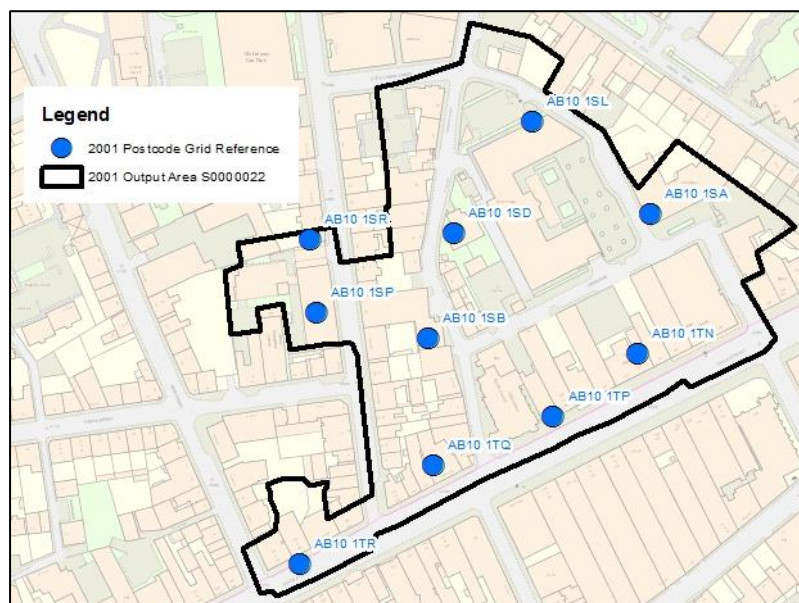 Legend
2001 Postcode Grid Reference
2001 Output Area S0000022
AB10 1SL
AB10 1SA
AB10 1SD
AB10 1SR
AB10 1SP
AB10 1SB
AB10 1TN
AB10 1TP
AB10 1TQ
AB10 1TR